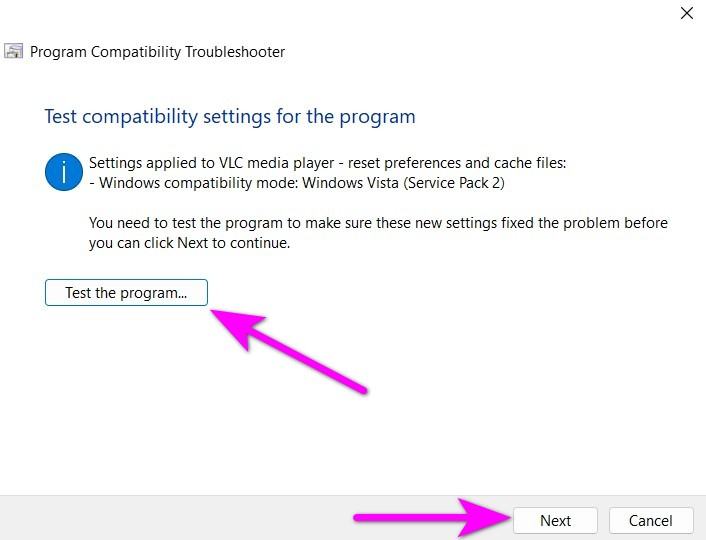 Program Compatibility Troubleshooter
Test compatibility settings for the program
Settings applied to VLC media player - reset preferences and cache files:
- Windows compatibility mode: Windows Vista (Service Pack 2)
You need to test the program to make sure these new settings fixed the problem before
you can click Next to continue.
Test the program...
Next
Cancel